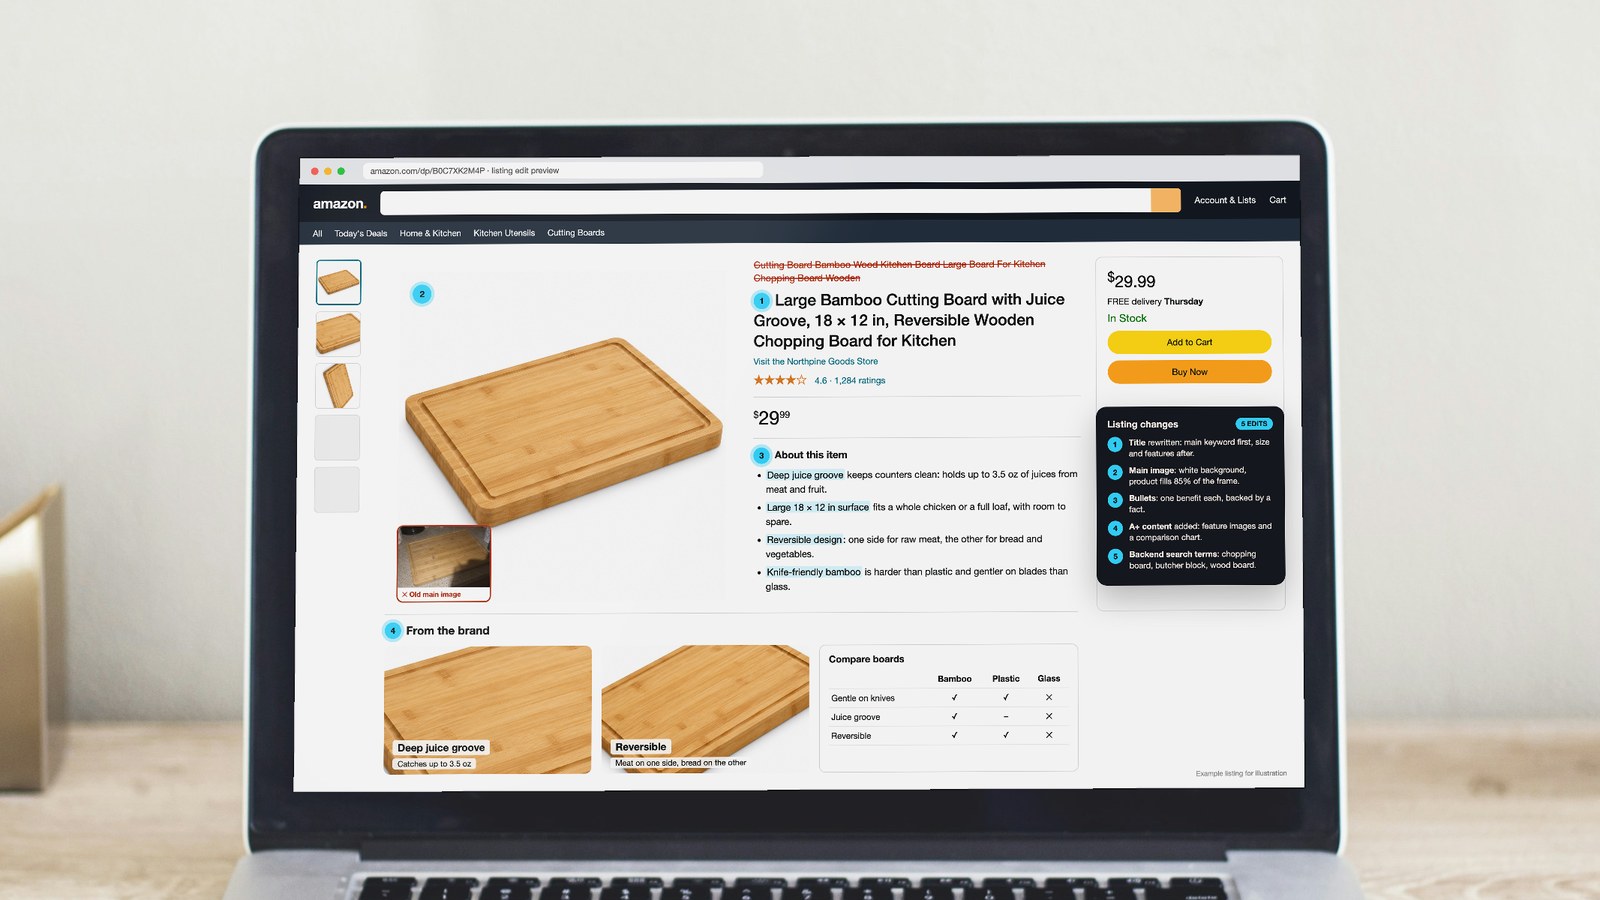 amazon.com/dp/B0C7XK2M4P - listing edit preview
amazon.
Account & Lists
Cart
All
Today's Deals
Home & Kitchen
Kitchen Utensils
Cutting Boards
2
Cutting Board Bamboo Wood Kitchen Board Large Board For Kitchen
Chopping Board Wooden
1 Large Bamboo Cutting Board with Juice
Groove, 18 × 12 in, Reversible Wooden
Chopping Board for Kitchen
Visit the Northpine Goods Store
★★★★☆ 4.6 · 1,284 ratings
$29⁹⁹
3 About this item
• Deep juice groove keeps counters clean: holds up to 3.5 oz of juices from
meat and fruit.
• Large 18 × 12 in surface fits a whole chicken or a full loaf, with room to
spare.
• Reversible design: one side for raw meat, the other for bread and
vegetables.
• Knife-friendly bamboo is harder than plastic and gentler on blades than
glass.
× Old main image
$29.99
FREE delivery Thursday
In Stock
Add to Cart
Buy Now
Listing changes
5 EDITS
1 Title rewritten: main keyword first, size
and features after.
2 Main image: white background,
product fills 85% of the frame.
3 Bullets: one benefit each, backed by a
fact.
4 A+ content added: feature images and
a comparison chart.
5 Backend search terms: chopping
board, butcher block, wood board.
4 From the brand
Deep juice groove
Catches up to 3.5 oz
Reversible
Meat on one side, bread on the other
Compare boards
Bamboo Plastic Glass
Gentle on knives ✓ ✓ ×
Juice groove ✓ – ×
Reversible ✓ ✓ ×
Example listing for illustration